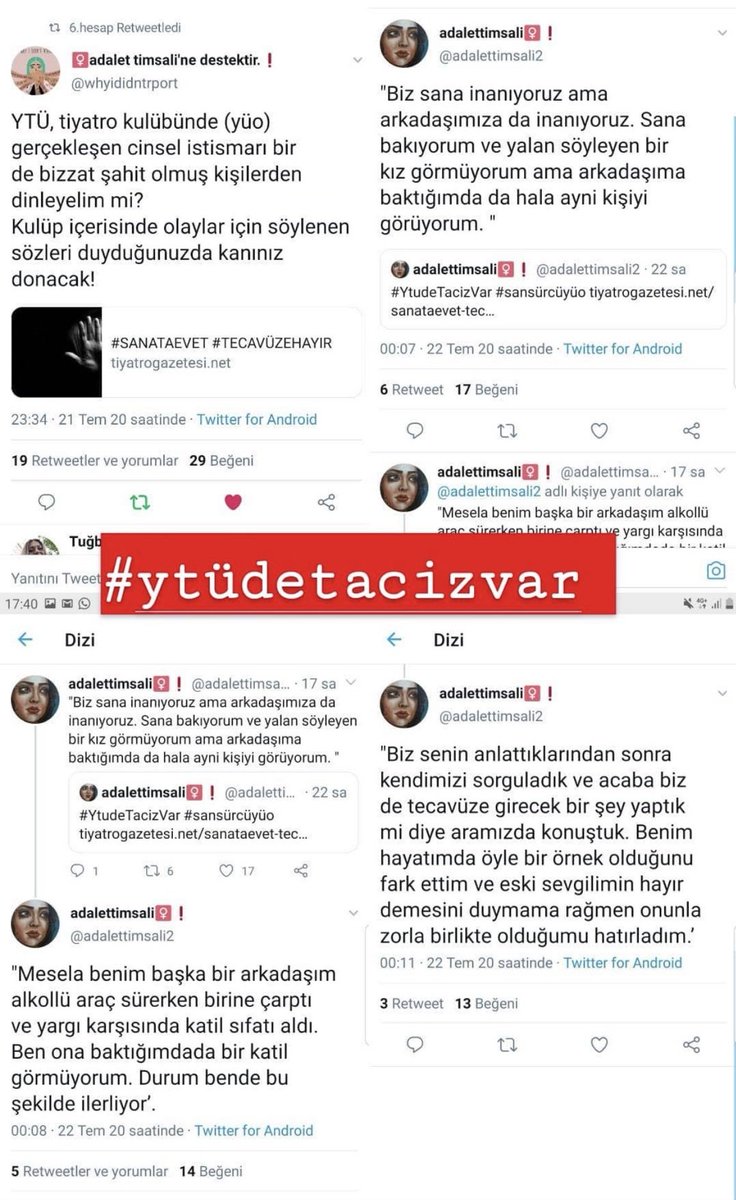 6.hesap Retweetledi
adalet timsali'ne destektir.❗
@whyididntrport
YTÜ, tiyatro kulübünde (yüo)
gerçekleşen cinsel istismarı bir
de bizzat şahit olmuş kişilerden
dinleyelim mi?
Kulüp içerisinde olaylar için söylenen
sözleri duyduğunuzda kanınız
donacak!
#SANATAEVET #TECAVÜZEHAYIR
tiyatrogazetesi.net
23:34 · 21 Tem 20 saatinde · Twitter for Android
19 Retweetler ve yorumlar 29 Beğeni
Tuğb
Yanıtını Tweet
adalettimsali♀❗
@adalettimsali2
"Biz sana inanıyoruz ama
arkadaşımıza da inanıyoruz. Sana
bakıyorum ve yalan söyleyen bir
kız görmüyorum ama arkadaşıma
baktığımda da hala ayni kişiyi
görüyorum. "
adalettimsali♀❗ @adalettimsali2 · 22 sa
#YtudeTacizVar #sansürcüyüo tiyatrogazetesi.net/
sanataevet-tec...
00:07 · 22 Tem 20 saatinde · Twitter for Android
6 Retweet 17 Beğeni
adalettimsali♀❗ @adalettimsa... · 17 sa
@adalettimsali2 adlı kişiye yanıt olarak
"Mesela benim başka bir arkadaşım alkollü
araç sürerken birine çarptı ve yargı karşısında
#ytüdetacizvar
17:40
4G+
Dizi
adalettimsali♀❗ @adalettimsa... · 17 sa
"Biz sana inanıyoruz ama arkadaşımıza da
inanıyoruz. Sana bakıyorum ve yalan söyleyen
bir kız görmüyorum ama arkadaşıma
baktığımda da hala ayni kişiyi görüyorum. "
adalettimsali♀❗ @adaletti... · 22 sa
#YtudeTacizVar #sansürcüyüo
tiyatrogazetesi.net/sanataevet-tec...
1 6 17
adalettimsali♀❗
@adalettimsali2
"Mesela benim başka bir arkadaşım
alkollü araç sürerken birine çarptı
ve yargı karşısında katil sıfatı aldı.
Ben ona baktığımdada bir katil
görmüyorum. Durum bende bu
şekilde ilerliyor’.
00:08 · 22 Tem 20 saatinde · Twitter for Android
5 Retweetler ve yorumlar 14 Beğeni
Dizi
adalettimsali♀❗
@adalettimsali2
"Biz senin anlattıklarından sonra
kendimizi sorguladık ve acaba biz
de tecavüze girecek bir şey yaptık
mi diye aramızda konuştuk. Benim
hayatımda öyle bir örnek olduğunu
fark ettim ve eski sevgilimin hayır
demesini duymama rağmen onunla
zorla birlikte olduğumu hatırladım.’
00:11 · 22 Tem 20 saatinde · Twitter for Android
3 Retweet 13 Beğeni